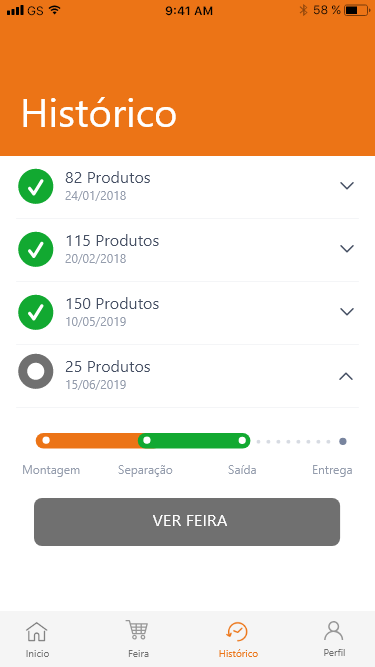 GS 9:41 AM 58 %
Histórico
82 Produtos
24/01/2018
115 Produtos
20/02/2018
150 Produtos
10/05/2019
25 Produtos
15/06/2019
Montagem Separação Saída Entrega
VER FEIRA
Inicio Feira Histórico Perfil